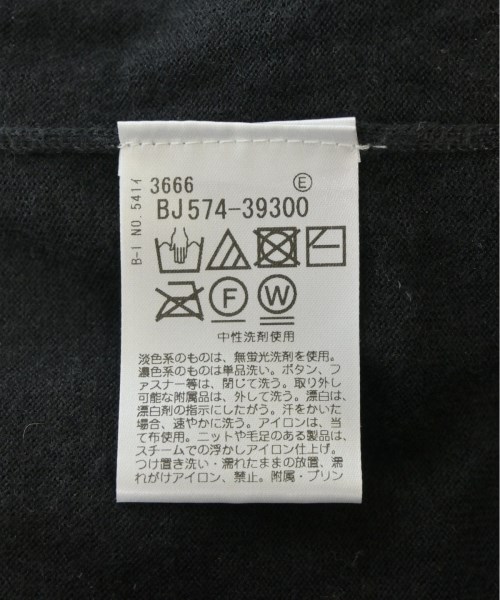 3666 Ⓔ
BJ574-39300
B-I NO.541イ
F W
中性洗剤使用
淡色系のものは、無蛍光洗剤を使用。
濃色系のものは単品洗い。ボタン、フ
ァスナー等は、閉じて洗う。取り外し
可能な附属品は、外して洗う。漂白は、
漂白剤の指示にしたがう。汗をかいた
場合、速やかに洗う。アイロンは、当
て布使用。ニットや毛足のある製品は、
スチームでの浮かしアイロン仕上げ。
つけ置き洗い・濡れたままの放置、濡
れがけアイロン、禁止。附属・プリン